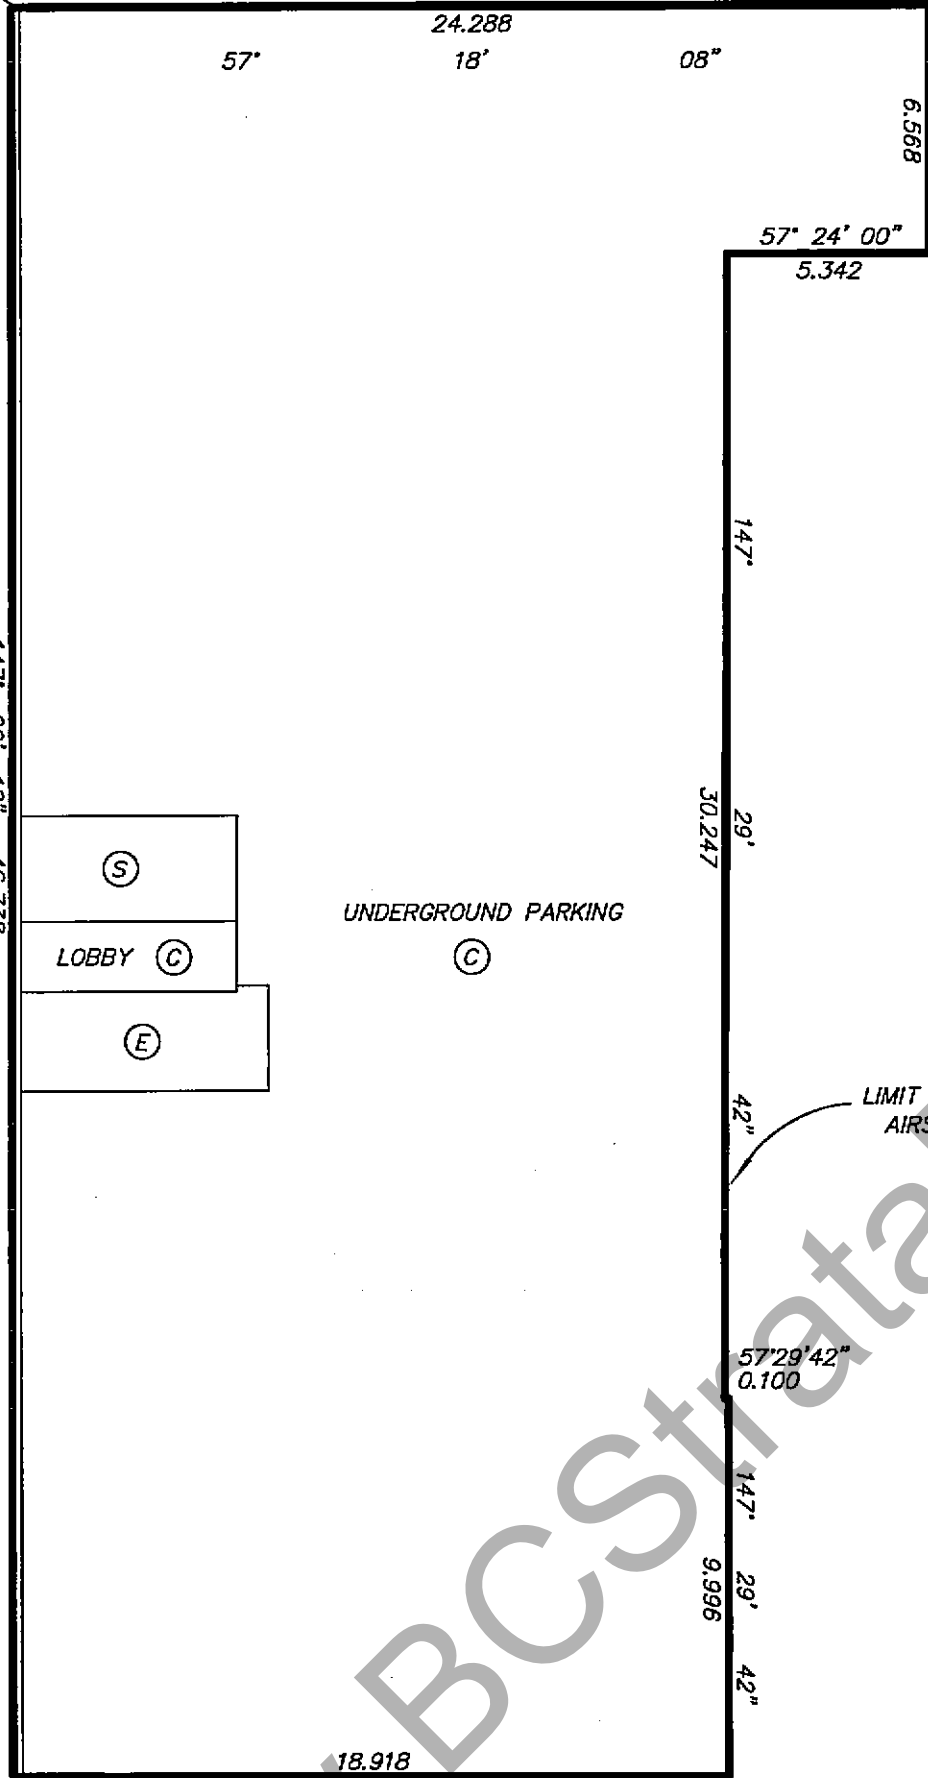 24.288
57° 18' 08"
6.568
57° 24' 00"
5.342
147° 29' 42"
30.247
S
LOBBY C
E
UNDERGROUND PARKING
C
LIMIT
57°29'42"
0.100
147° 29' 42"
9.996
18.918
BCStrata